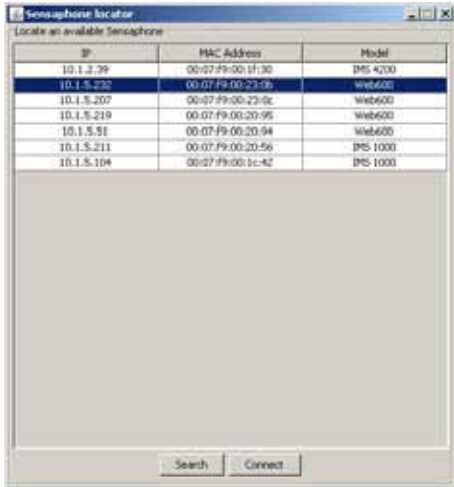 Sensaphone locator
Locate an available Sensaphone
IP MAC Address Model
10.1.2.39 00:07:f9:00:1f:30 IMS 4200
10.1.5.232 00:07:f9:00:23:0b Web600
10.1.5.207 00:07:f9:00:23:0c Web600
10.1.5.219 00:07:f9:00:20:95 Web600
10.1.5.51 00:07:f9:00:20:94 Web600
10.1.5.211 00:07:f9:00:20:56 IMS 1000
10.1.5.104 00:07:f9:00:1c:42 IMS 1000
Search Connect